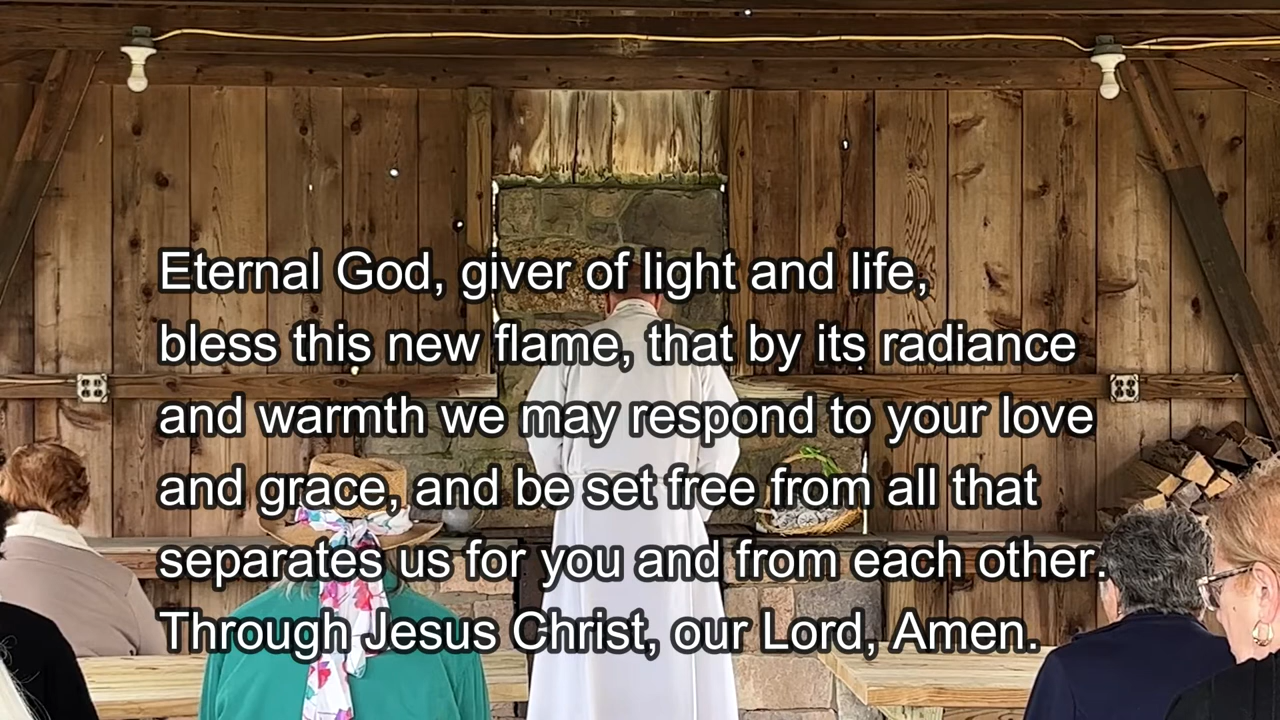 Eternal God, giver of light and life,
bless this new flame, that by its radiance
and warmth we may respond to your love
and grace, and be set free from all that
separates us for you and from each other.
Through Jesus Christ, our Lord, Amen.